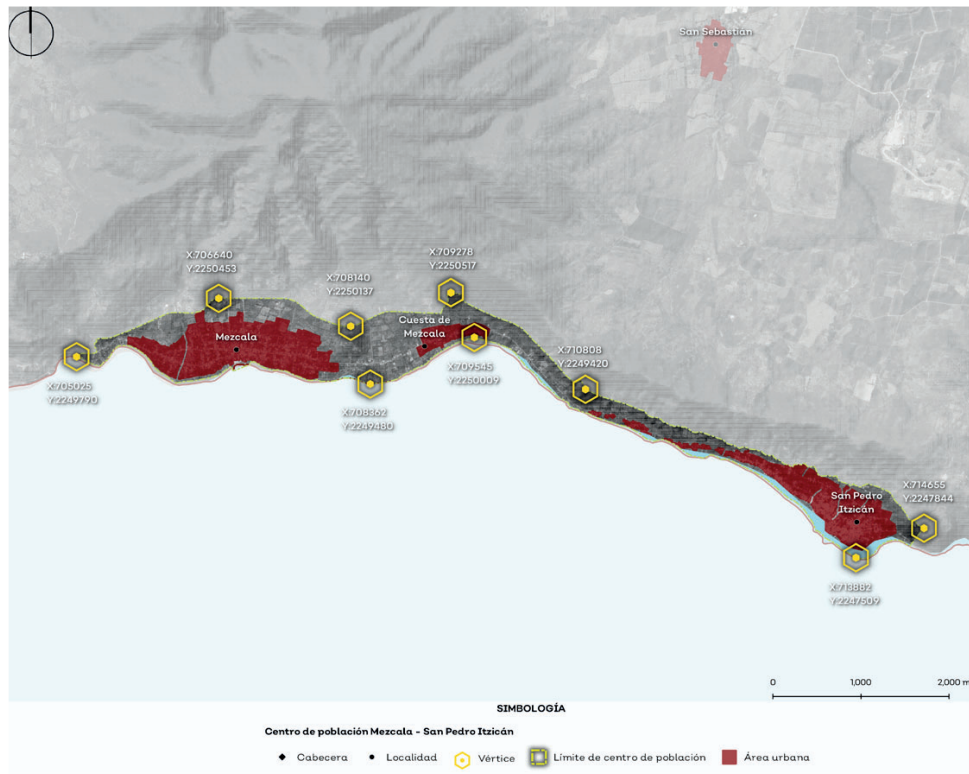 San Sebastián
X:706640
Y:2250453
X:709278
Y:2250517
X:708140
Y:2250137
Cuesta de
Mezcala
Mezcala
X:705025
Y:2249790
X:709545
Y:2250009
X:710808
Y:2249420
X:708362
Y:2249480
X:714655
Y:2247844
San Pedro
Itzicán
X:713882
Y:2247509
0 1,000 2,000 m
SIMBOLOGÍA
Centro de población Mezcala - San Pedro Itzicán
Cabecera Localidad Vértice Límite de centro de población Área urbana